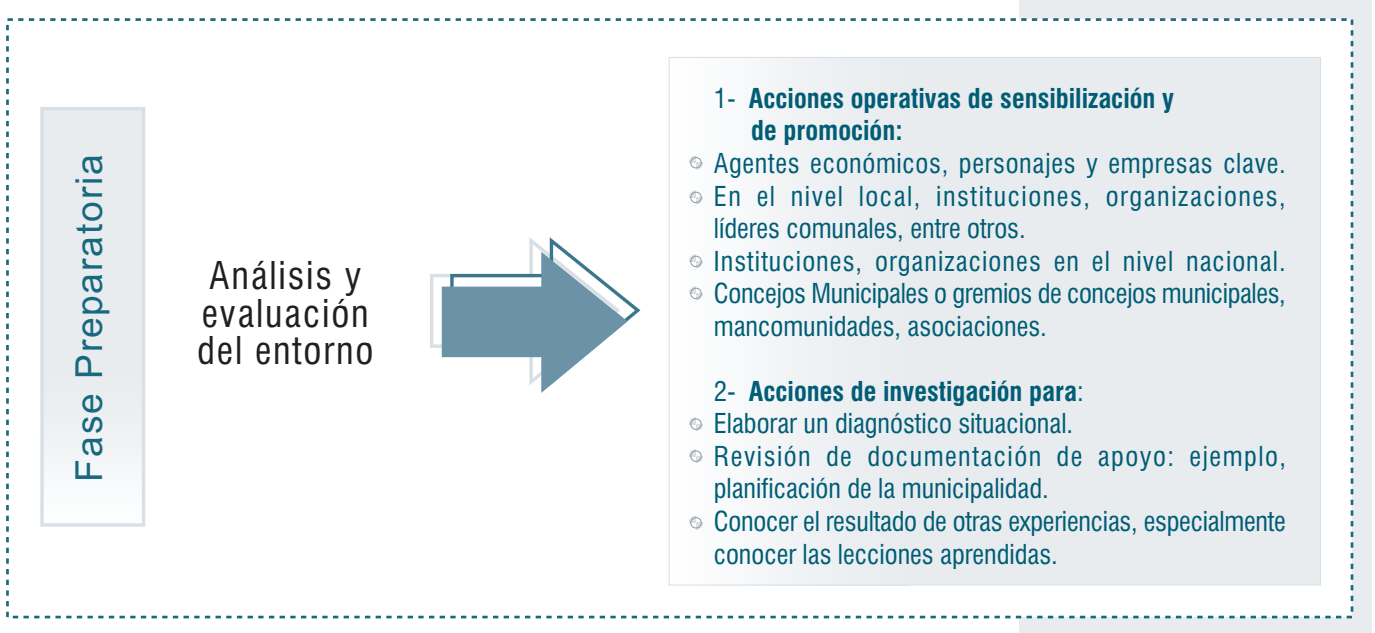 Fase Preparatoria
Análisis y
evaluación
del entorno
1- Acciones operativas de sensibilización y
de promoción:
Agentes económicos, personajes y empresas clave.
En el nivel local, instituciones, organizaciones,
líderes comunales, entre otros.
Instituciones, organizaciones en el nivel nacional.
Concejos Municipales o gremios de concejos municipales,
mancomunidades, asociaciones.
2- Acciones de investigación para:
Elaborar un diagnóstico situacional.
Revisión de documentación de apoyo: ejemplo,
planificación de la municipalidad.
Conocer el resultado de otras experiencias, especialmente
conocer las lecciones aprendidas.